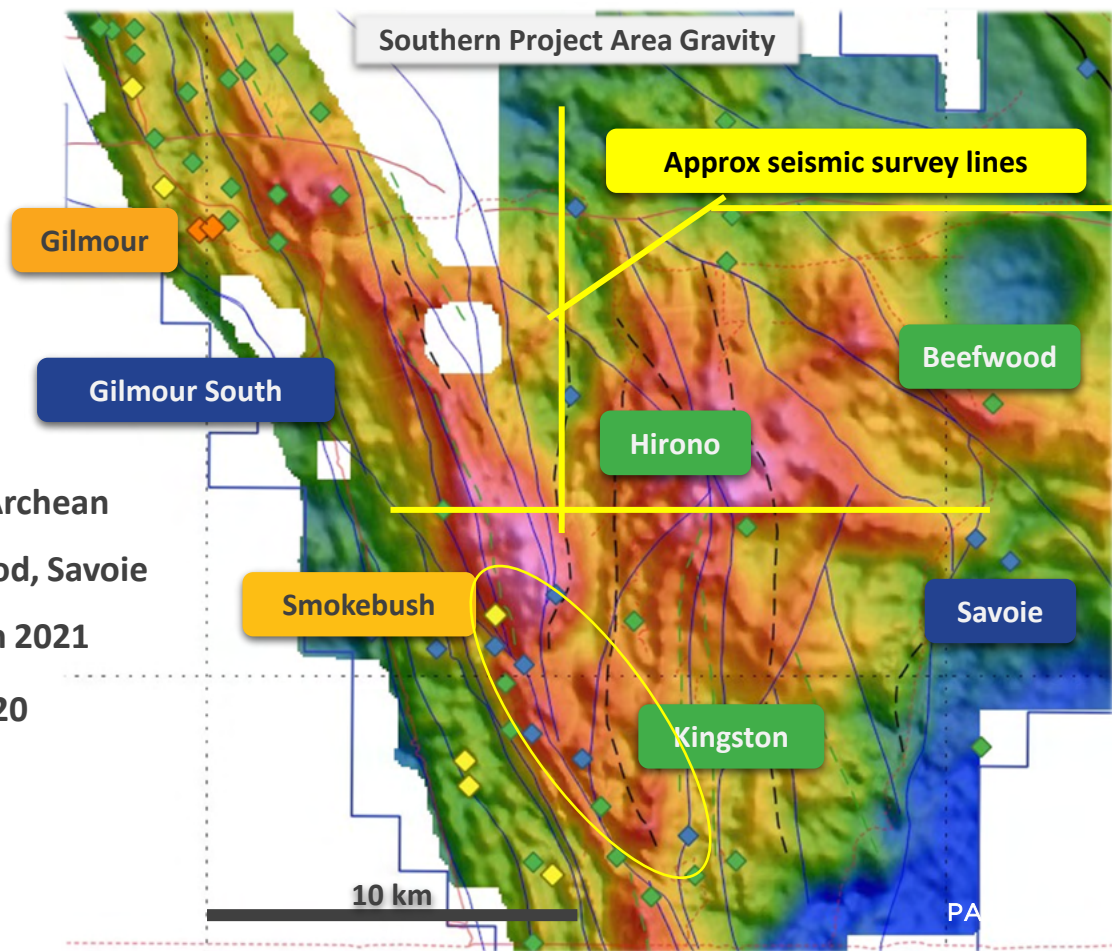 Southern Project Area Gravity
Approx seismic survey lines
Gilmour
Beefwood
Gilmour South
Hirono
Archean
od, Savoie
Smokebush
Savoie
2021
20
Kingston
10 km
PA